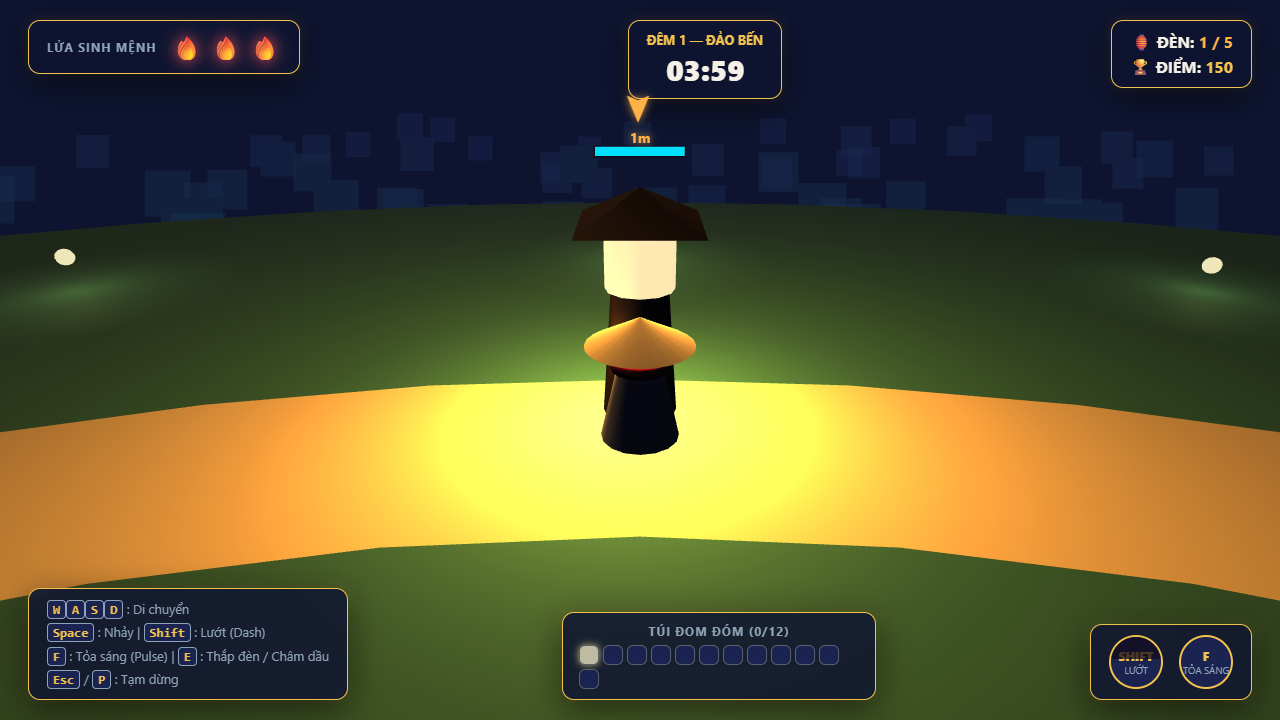 LỬA SINH MỆNH
ĐÊM 1 — ĐẢO BẾN
03:59
ĐÈN: 1 / 5
ĐIỂM: 150
1m
W A S D : Di chuyển
Space : Nhảy | Shift : Lướt (Dash)
F : Tỏa sáng (Pulse) | E : Thắp đèn / Châm dầu
Esc / P : Tạm dừng
TÚI ĐOM ĐÓM (0/12)
SHIFT
LƯỚT
F
TỎA SÁNG